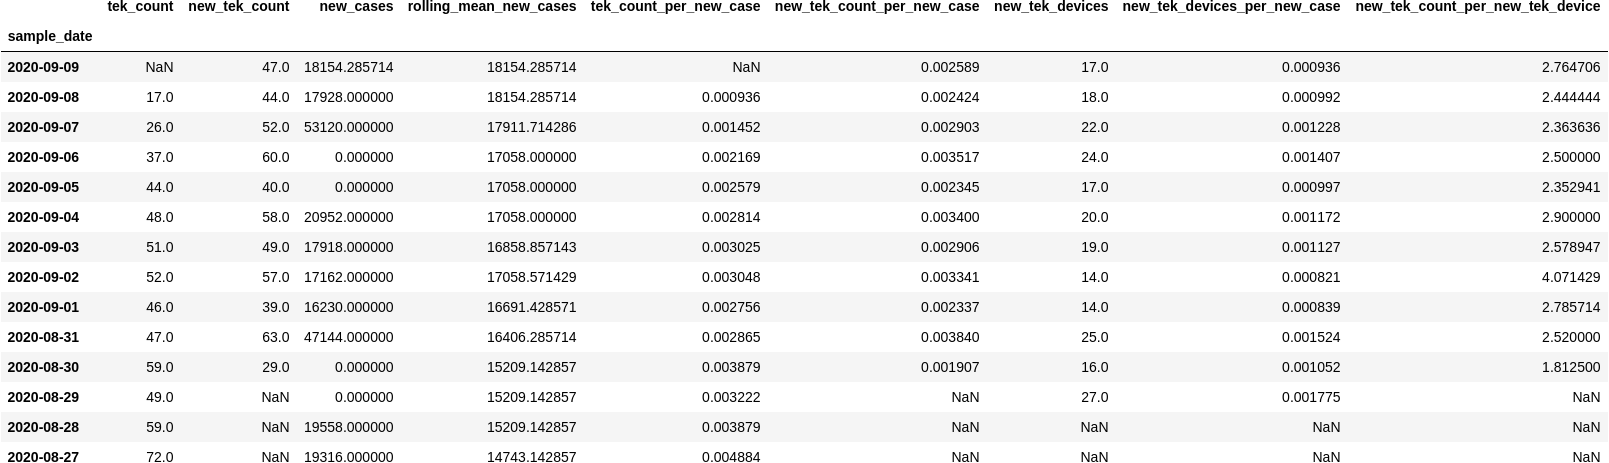 tek_count new_tek_count new_cases rolling_mean_new_cases tek_count_per_new_case new_tek_count_per_new_case new_tek_devices new_tek_devices_per_new_case new_tek_count_per_new_tek_device
sample_date
2020-09-09 NaN 47.0 18154.285714 18154.285714 NaN 0.002589 17.0 0.000936 2.764706
2020-09-08 17.0 44.0 17928.000000 18154.285714 0.000936 0.002424 18.0 0.000992 2.444444
2020-09-07 26.0 52.0 53120.000000 17911.714286 0.001452 0.002903 22.0 0.001228 2.363636
2020-09-06 37.0 60.0 0.000000 17058.000000 0.002169 0.003517 24.0 0.001407 2.500000
2020-09-05 44.0 40.0 0.000000 17058.000000 0.002579 0.002345 17.0 0.000997 2.352941
2020-09-04 48.0 58.0 20952.000000 17058.000000 0.002814 0.003400 20.0 0.001172 2.900000
2020-09-03 51.0 49.0 17918.000000 16858.857143 0.003025 0.002906 19.0 0.001127 2.578947
2020-09-02 52.0 57.0 17162.000000 17058.571429 0.003048 0.003341 14.0 0.000821 4.071429
2020-09-01 46.0 39.0 16230.000000 16691.428571 0.002756 0.002337 14.0 0.000839 2.785714
2020-08-31 47.0 63.0 47144.000000 16406.285714 0.002865 0.003840 25.0 0.001524 2.520000
2020-08-30 59.0 29.0 0.000000 15209.142857 0.003879 0.001907 16.0 0.001052 1.812500
2020-08-29 49.0 NaN 0.000000 15209.142857 0.003222 NaN 27.0 0.001775 NaN
2020-08-28 59.0 NaN 19558.000000 15209.142857 0.003879 NaN NaN NaN NaN
2020-08-27 72.0 NaN 19316.000000 14743.142857 0.004884 NaN NaN NaN NaN